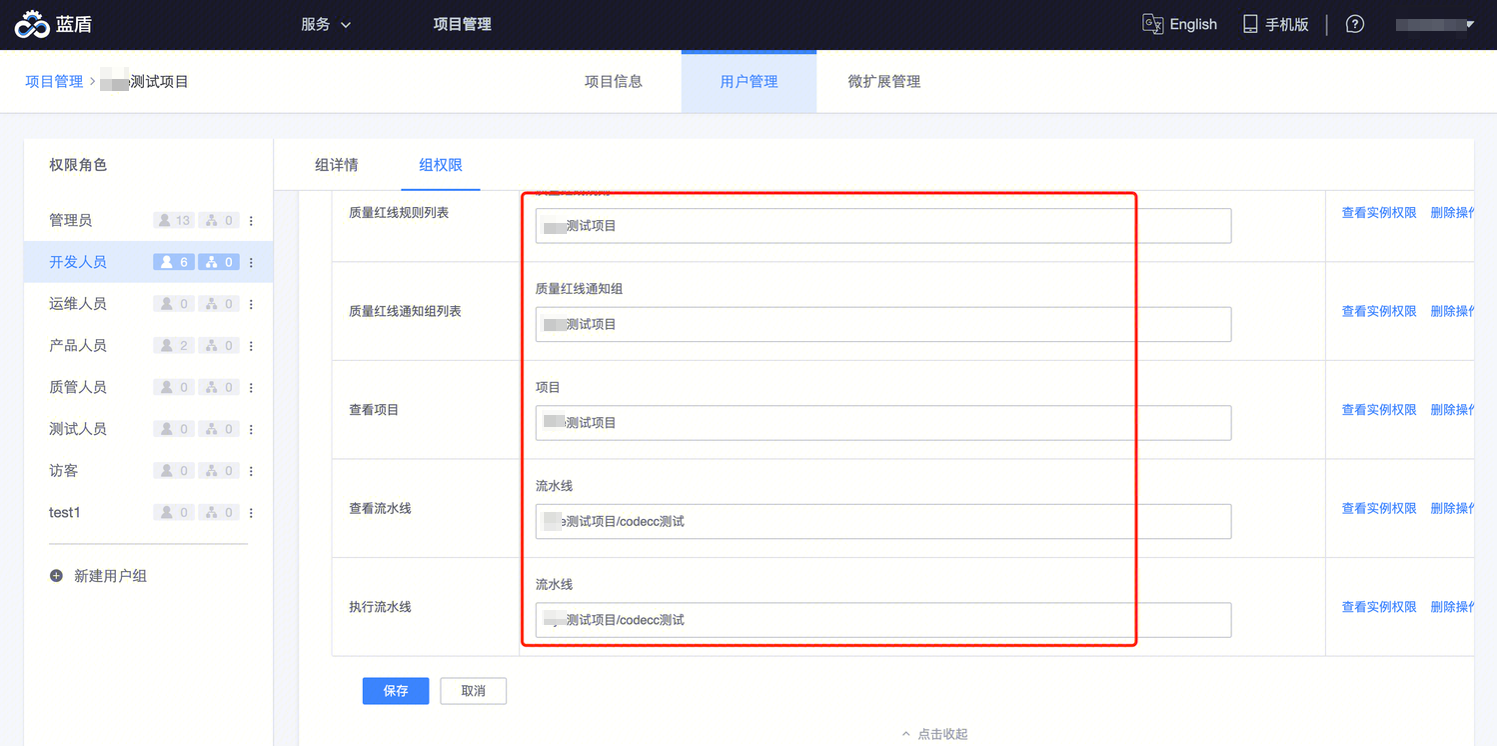 蓝盾
服务
项目管理
English
手机版
项目管理 > 测试项目
项目信息
用户管理
微扩展管理
权限角色
管理员 13 0
开发人员 6 0
运维人员 0 0
产品人员 2 0
质管人员 0 0
测试人员 0 0
访客 0 0
test1 0 0
新建用户组
组详情
组权限
质量红线规则列表
测试项目
查看实例权限 删除操作
质量红线通知组列表
质量红线通知组
测试项目
查看实例权限 删除操作
查看项目
项目
测试项目
查看实例权限 删除操作
查看流水线
流水线
e测试项目/codecc测试
查看实例权限 删除操作
执行流水线
流水线
测试项目/codecc测试
查看实例权限 删除操作
保存
取消
点击收起